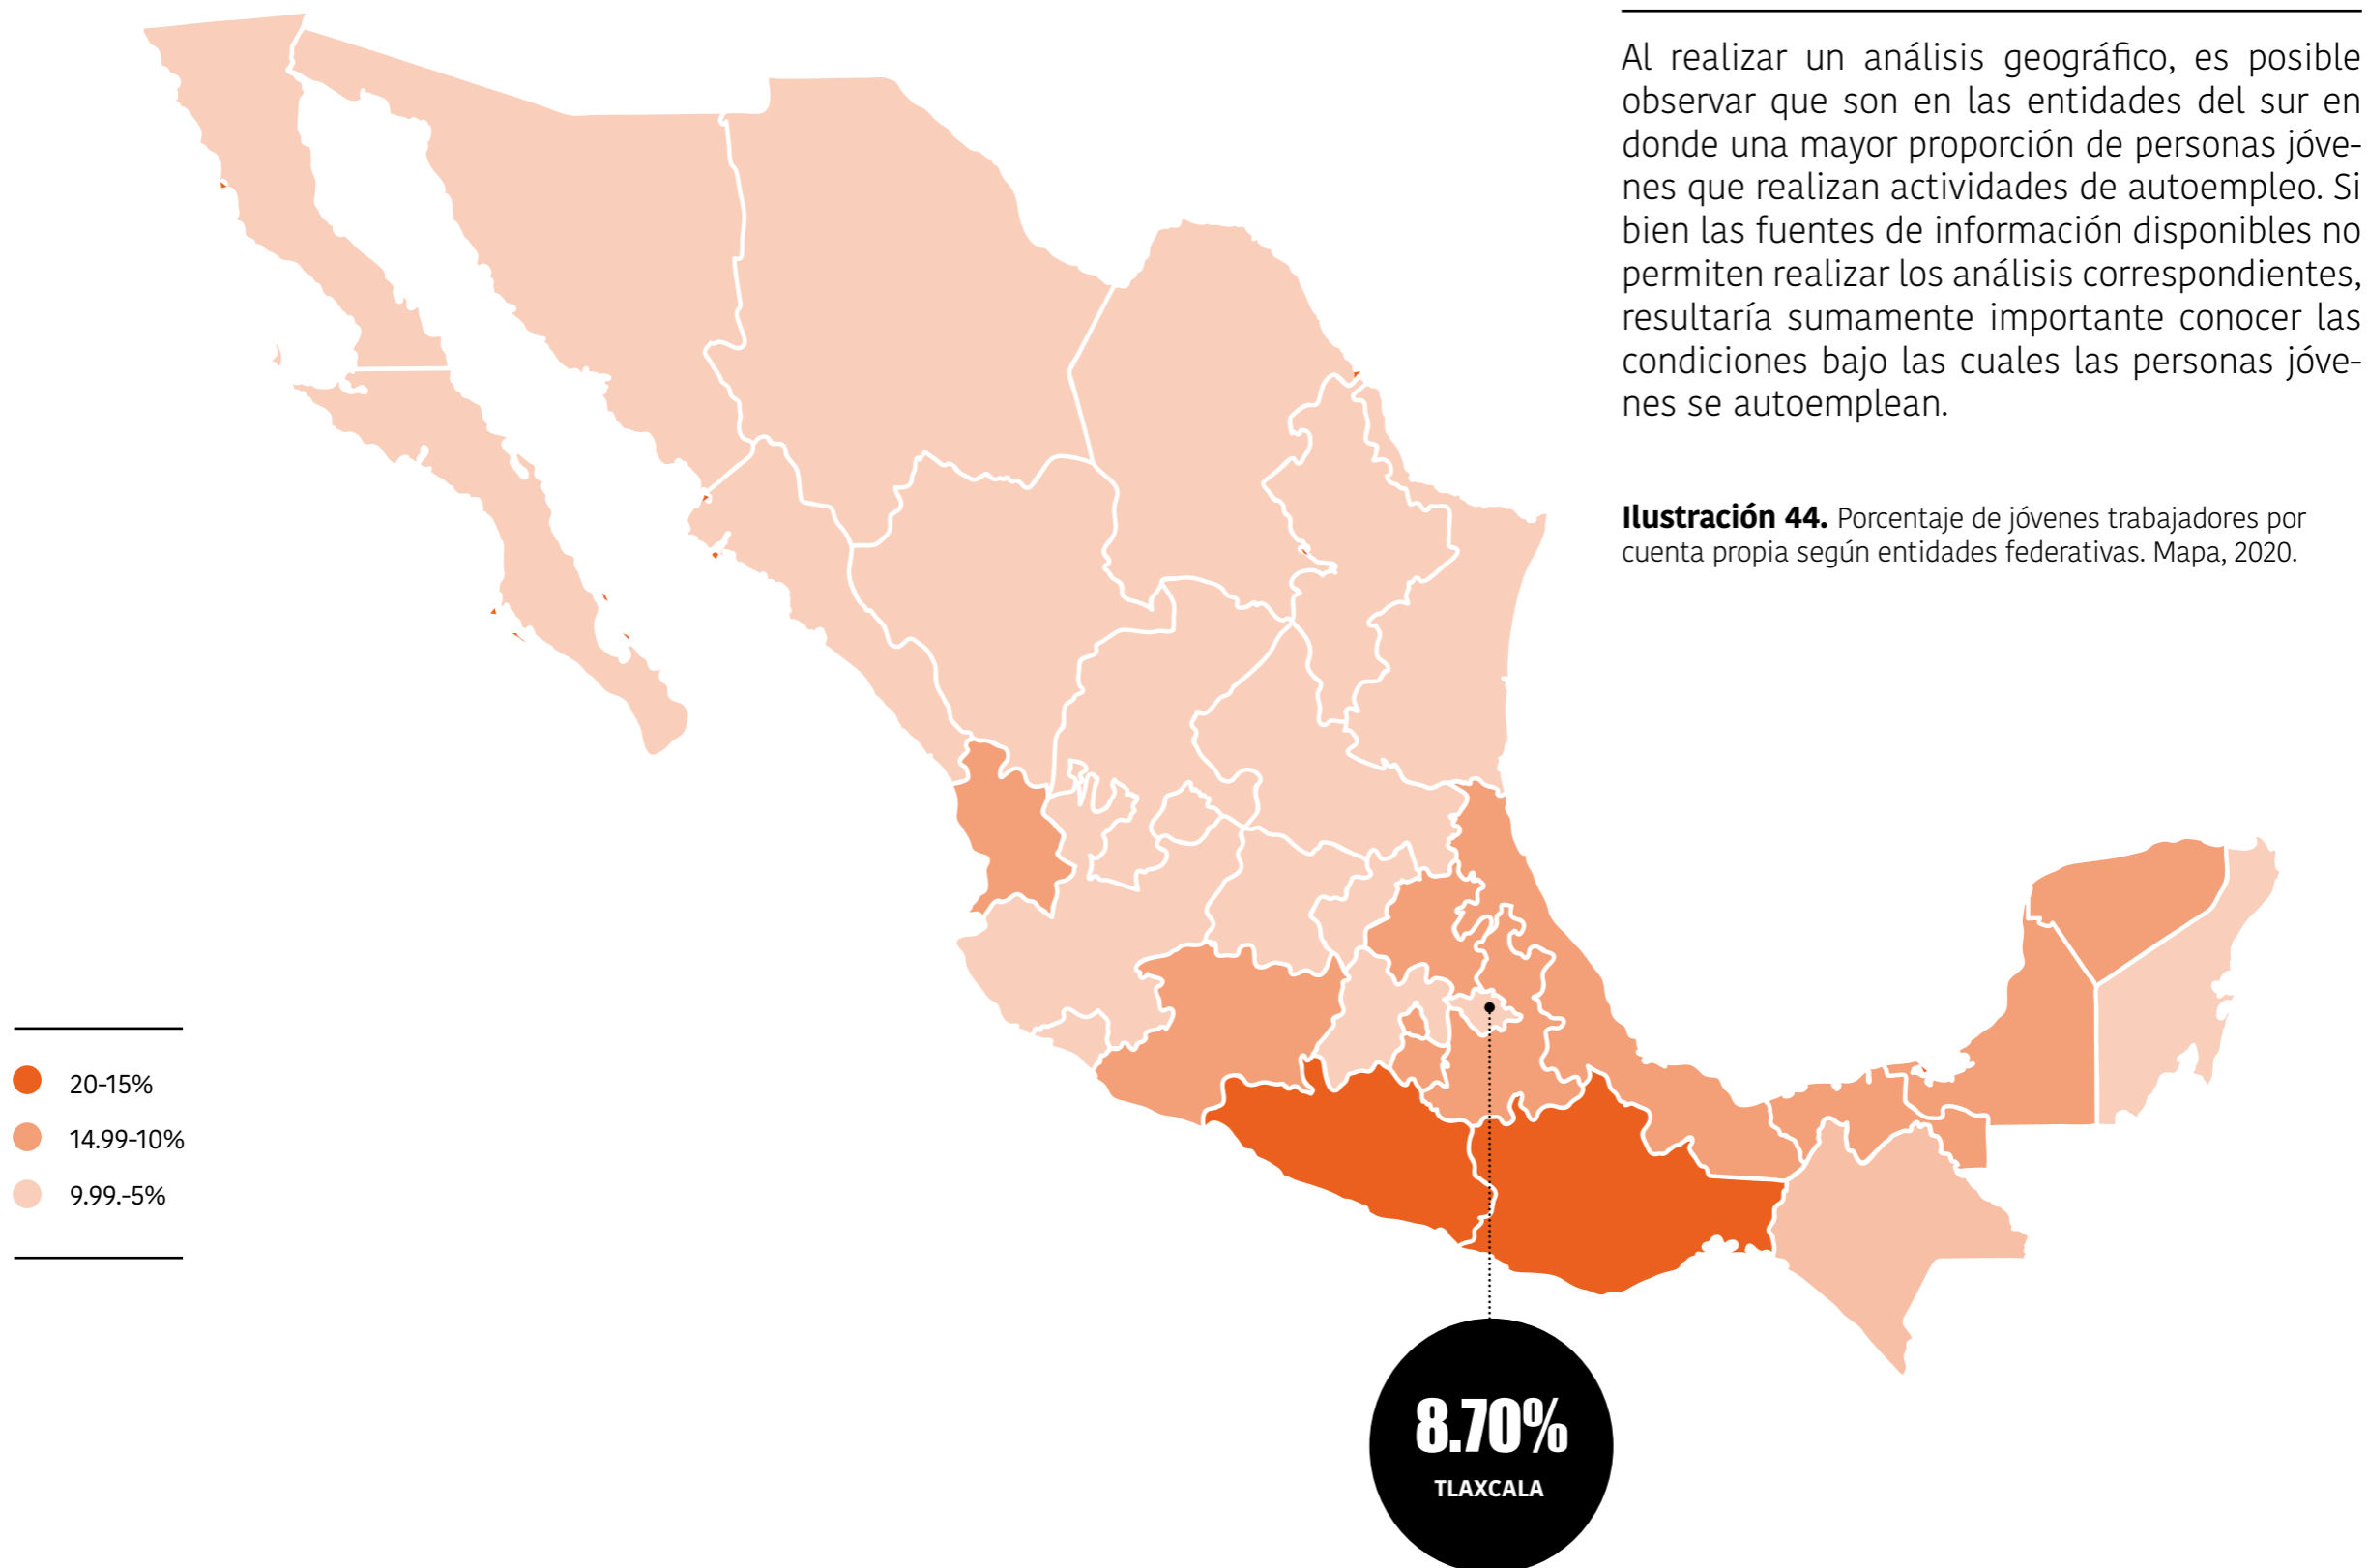 Al realizar un análisis geográfico, es posible
observar que son en las entidades del sur en
donde una mayor proporción de personas jóve-
nes que realizan actividades de autoempleo. Si
bien las fuentes de información disponibles no
permiten realizar los análisis correspondientes,
resultaría sumamente importante conocer las
condiciones bajo las cuales las personas jóve-
nes se autoemplean.
Ilustración 44. Porcentaje de jóvenes trabajadores por
cuenta propia según entidades federativas. Mapa, 2020.
20-15%
14.99-10%
9.99.-5%
8.70%
TLAXCALA